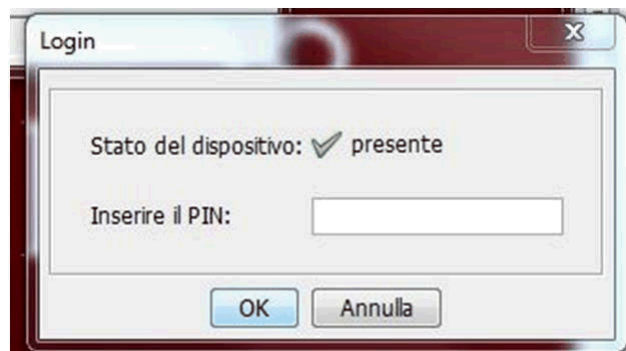 Login
Stato del dispositivo: presente
Inserire il PIN:
OK Annulla